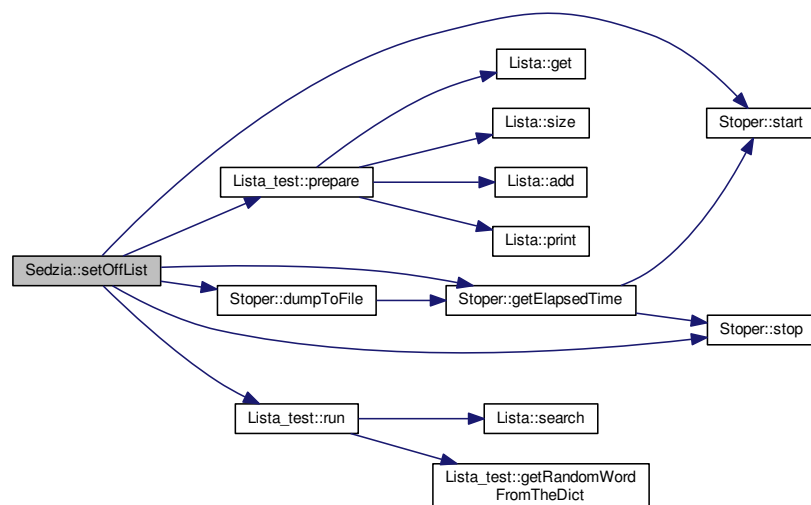 Lista::get
Lista::size
Stoper::start
Lista_test::prepare
Lista::add
Lista::print
Sedzia::setOffList
Stoper::dumpToFile
Stoper::getElapsedTime
Stoper::stop
Lista_test::run
Lista::search
Lista_test::getRandomWord
FromTheDict